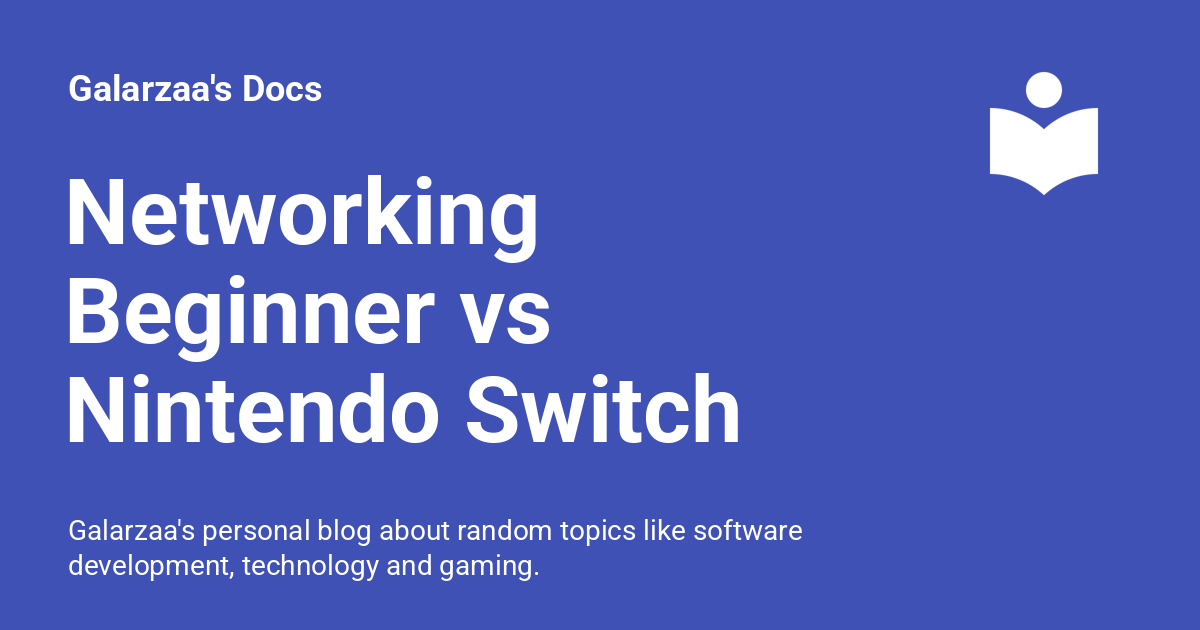 Galarzaa's Docs
Networking
Beginner vs
Nintendo Switch
Galarzaa's personal blog about random topics like software
development, technology and gaming.